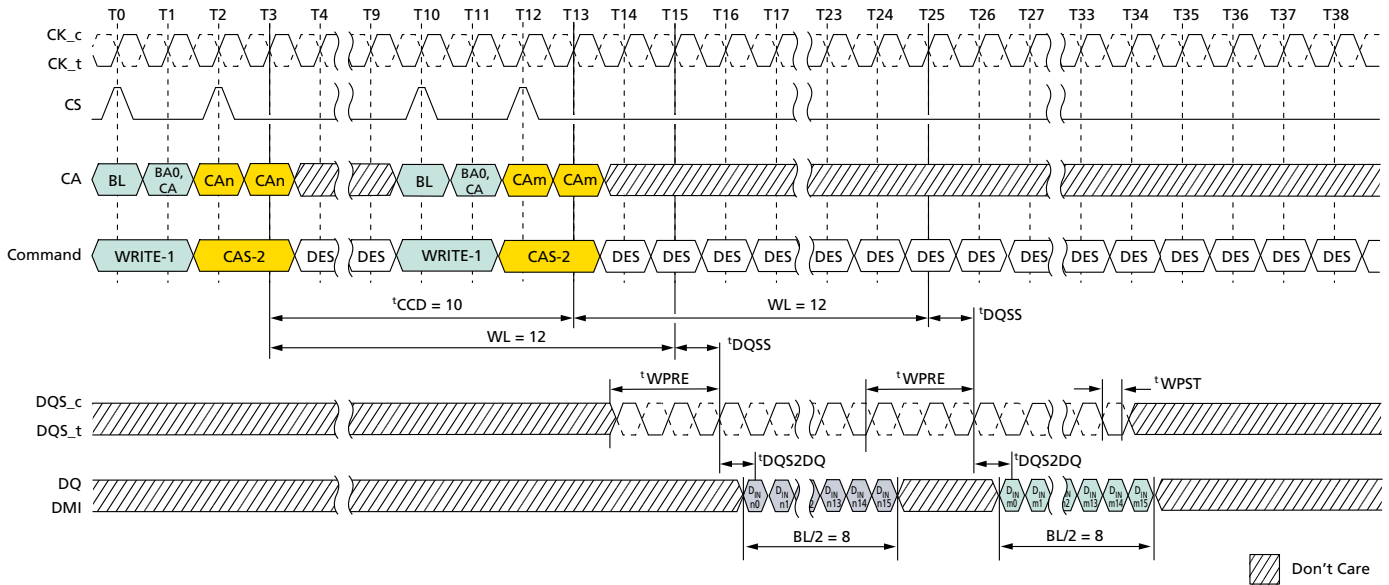 T0 T1 T2 T3 T4 T9 T10 T11 T12 T13 T14 T15 T16 T17 T23 T24 T25 T26 T27 T33 T34 T35 T36 T37 T38
CK_c
CK_t
CS
CA BL BA0, CA CAn CAn BL BA0, CA CAm CAm
Command WRITE-1 CAS-2 DES DES WRITE-1 CAS-2 DES DES DES DES DES DES DES DES DES DES DES DES DES DES DES
tCCD = 10 WL = 12 tDQSS
WL = 12 tDQSS
tWPRE tWPRE tWPST
DQS_c
DQS_t
tDQS2DQ tDQS2DQ
DQ DIN n0 DIN n1 DIN n13 DIN n14 DIN n15 DIN m0 DIN m1 DIN m13 DIN m14 DIN m15
DMI
BL/2 = 8 BL/2 = 8
Don't Care